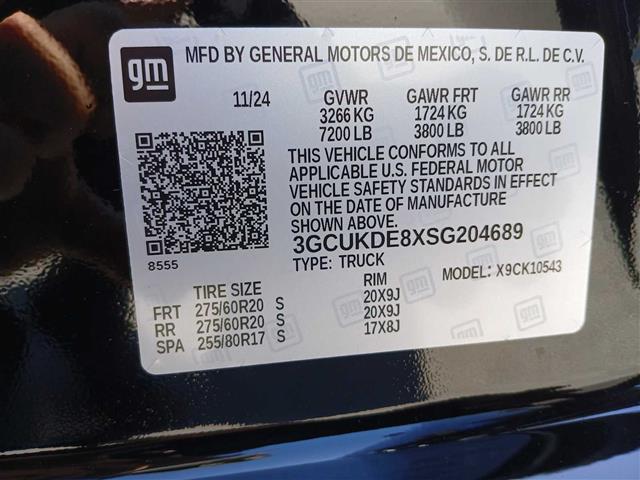 gm
MFD BY GENERAL MOTORS DE MEXICO, S. DE R.L. DE C.V.
11/24 GVWR GAWR FRT GAWR RR
3266 KG 1724 KG 1724 KG
7200 LB 3800 LB 3800 LB
THIS VEHICLE CONFORMS TO ALL
APPLICABLE U.S. FEDERAL MOTOR
VEHICLE SAFETY STANDARDS IN EFFECT
ON THE DATE OF MANUFACTURE
SHOWN ABOVE.
3GCUKDE8XSG204689
8555 TYPE: TRUCK MODEL: X9CK10543
TIRE SIZE RIM
FRT 275/60R20 S 20X9J
RR 275/60R20 S 20X9J
SPA 255/80R17 S 17X8J